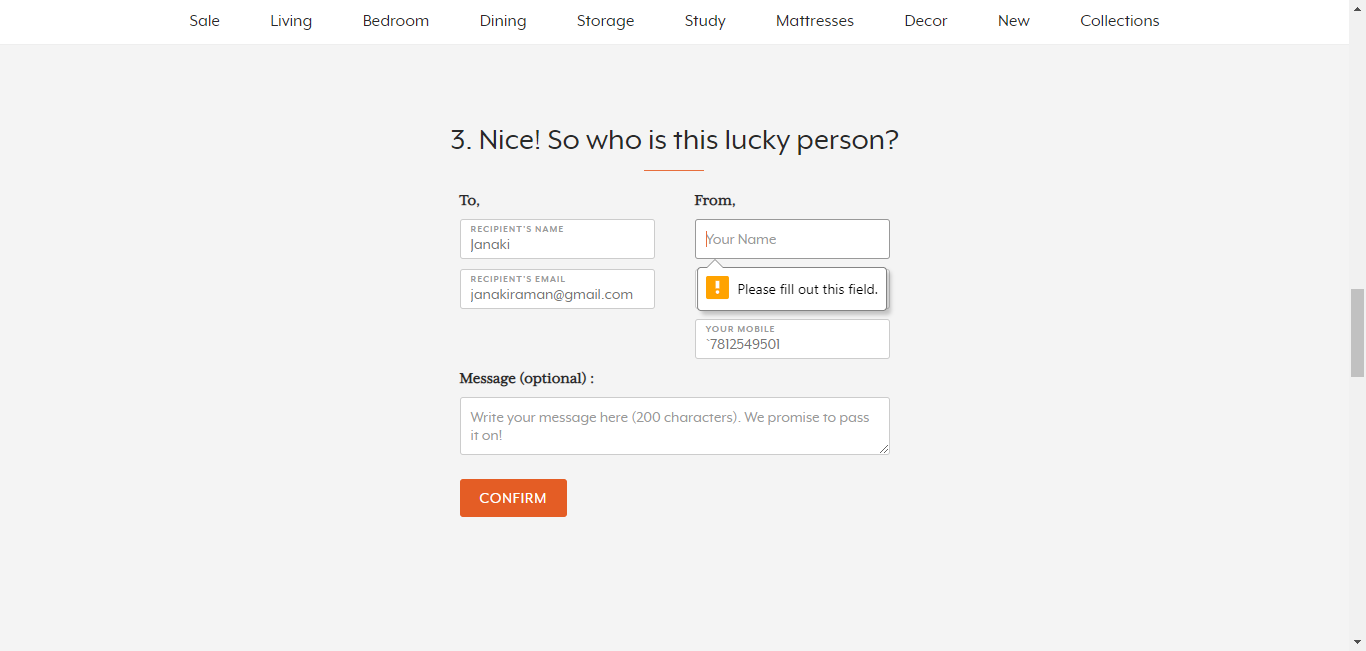 Sale Living Bedroom Dining Storage Study Mattresses Decor New Collections
3. Nice! So who is this lucky person?
To,
From,
RECIPIENT'S NAME
Janaki
Your Name
RECIPIENT'S EMAIL
janakiraman@gmail.com
! Please fill out this field.
YOUR MOBILE
`7812549501
Message (optional) :
Write your message here (200 characters). We promise to pass
it on!
CONFIRM